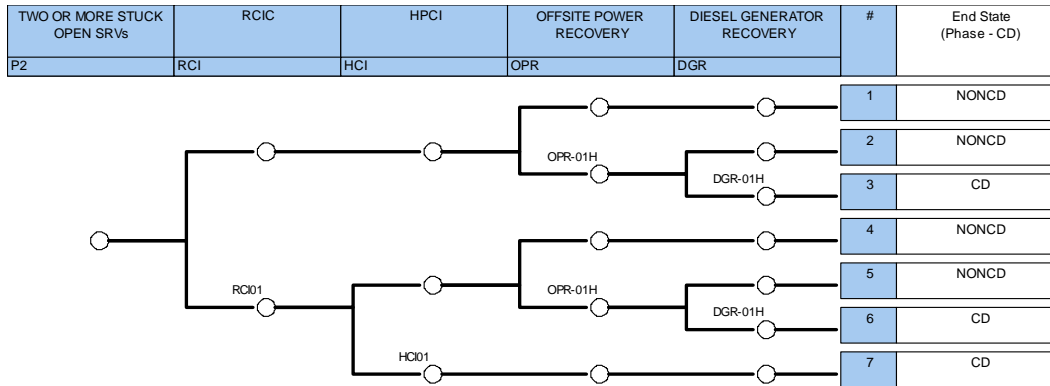 TWO OR MORE STUCK
OPEN SRVs
RCIC
HPCI
OFFSITE POWER
RECOVERY
DIESEL GENERATOR
RECOVERY
#
End State
(Phase - CD)
P2
RCI
HCI
OPR
DGR
1
NONCD
2
NONCD
OPR-01H
DGR-01H
3
CD
4
NONCD
5
NONCD
RCI01
OPR-01H
DGR-01H
6
CD
HCI01
7
CD